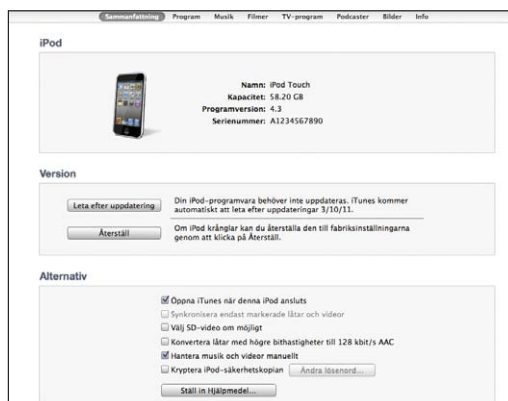 Sammanfattning Program Musik Filmer TV-program Podcaster Bilder Info
iPod
Namn: iPod Touch
Kapacitet: 58.20 GB
Programversion: 4.3
Serienummer: A1234567890
Version
Leta efter uppdatering
Din iPod-programvara behöver inte uppdateras. iTunes kommer
automatiskt att leta efter uppdateringar 3/10/11.
Återställ
Om iPod krånglar kan du återställa den till fabriksinställningarna
genom att klicka på Återställ.
Alternativ
Öppna iTunes när denna iPod ansluts
Synkronisera endast markerade låtar och videor
Välj SD-video om möjligt
Konvertera låtar med högre bithastigheter till 128 kbit/s AAC
Hantera musik och videor manuellt
Kryptera iPod-säkerhetskopian Ändra lösenord...
Ställ in Hjälpmedel...